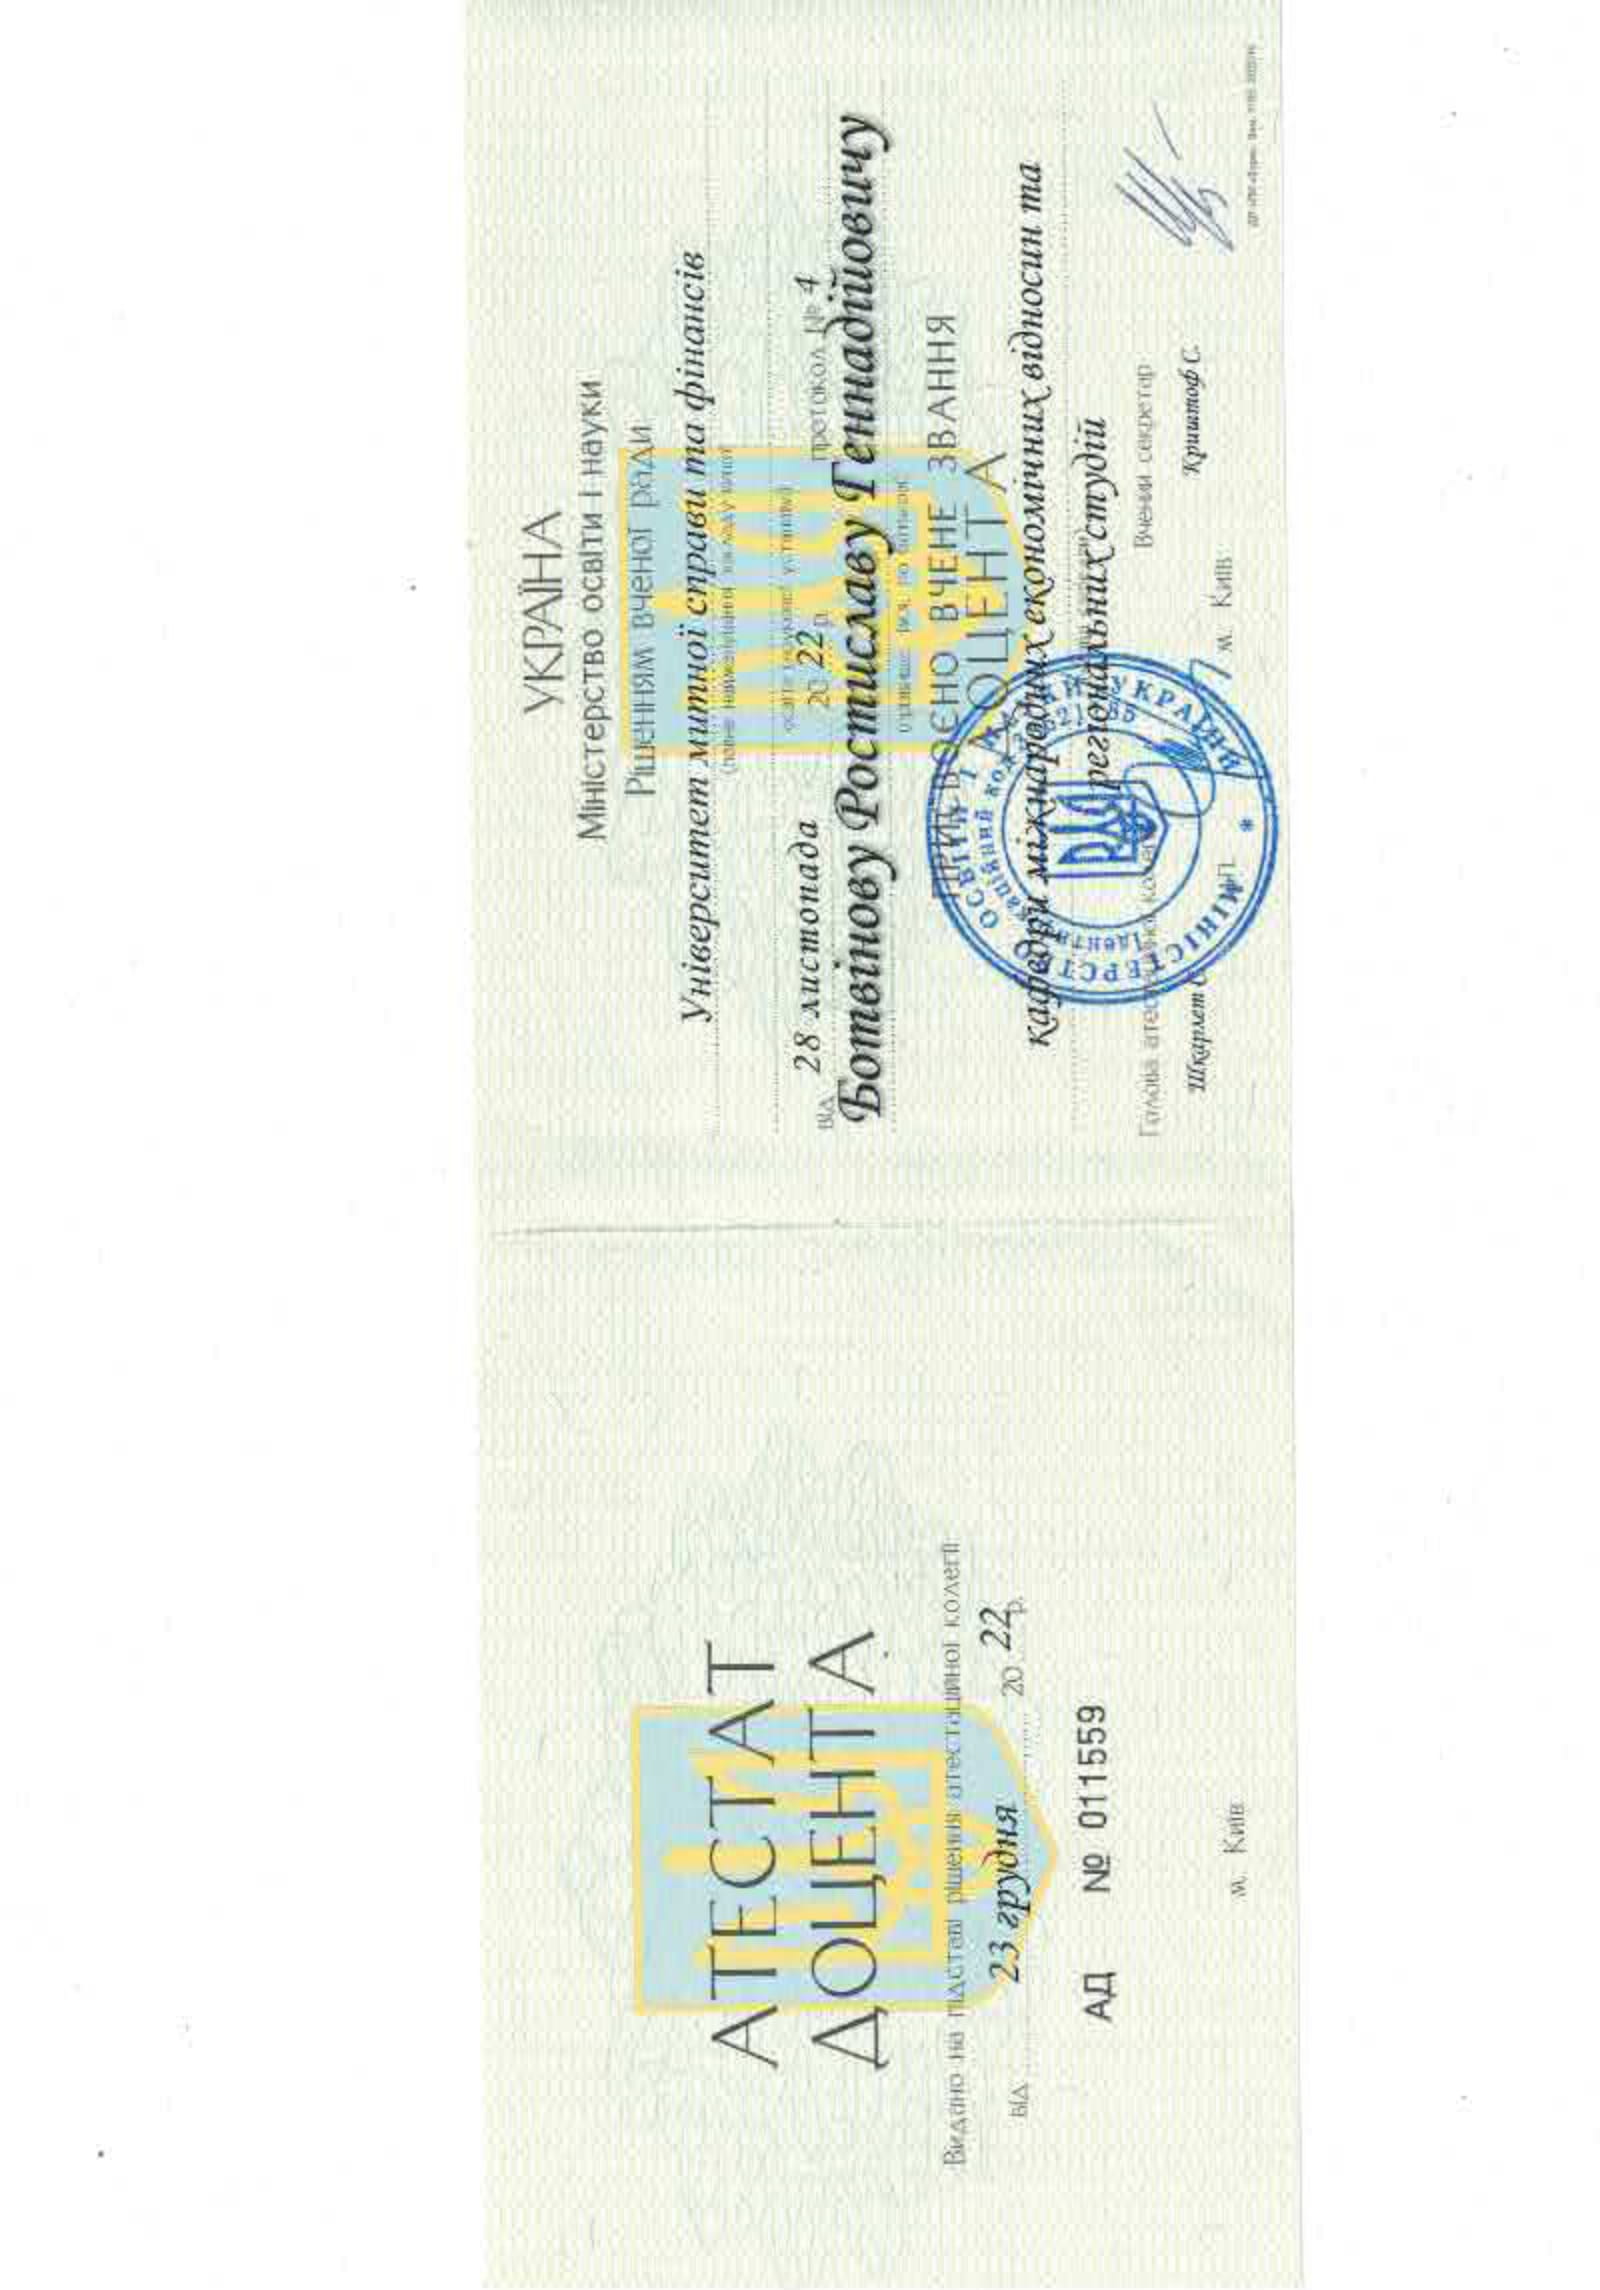 АТЕСТАТ
ДОЦЕНТА
Видано на підставі рішення атестаційної колегії
від 23 грудня 20 22 р.
АД № 011559
м. Київ
УКРАЇНА
Міністерство освіти і науки
Рішенням вченої ради
Університет митної справи та фінансів
(повне найменування закладу вищої
освіти (наукової установи)
від 28 листопада 20 22 р. протокол № 4
Ботвінову Ростиславу Геннадійовичу
(прізвище, ім'я, по батькові)
ПРИСВОЄНО ВЧЕНЕ ЗВАННЯ
ДОЦЕНТА
кафедри міжнародних економічних відносин та
регіональних студій
Голова атестаційної колегії
Вчений секретар
Шкарлет С.
Криштоф С.
М.П.
м. Київ
МІНІСТЕРСТВО ОСВІТИ І НАУКИ УКРАЇНИ
Ідентифікаційний код